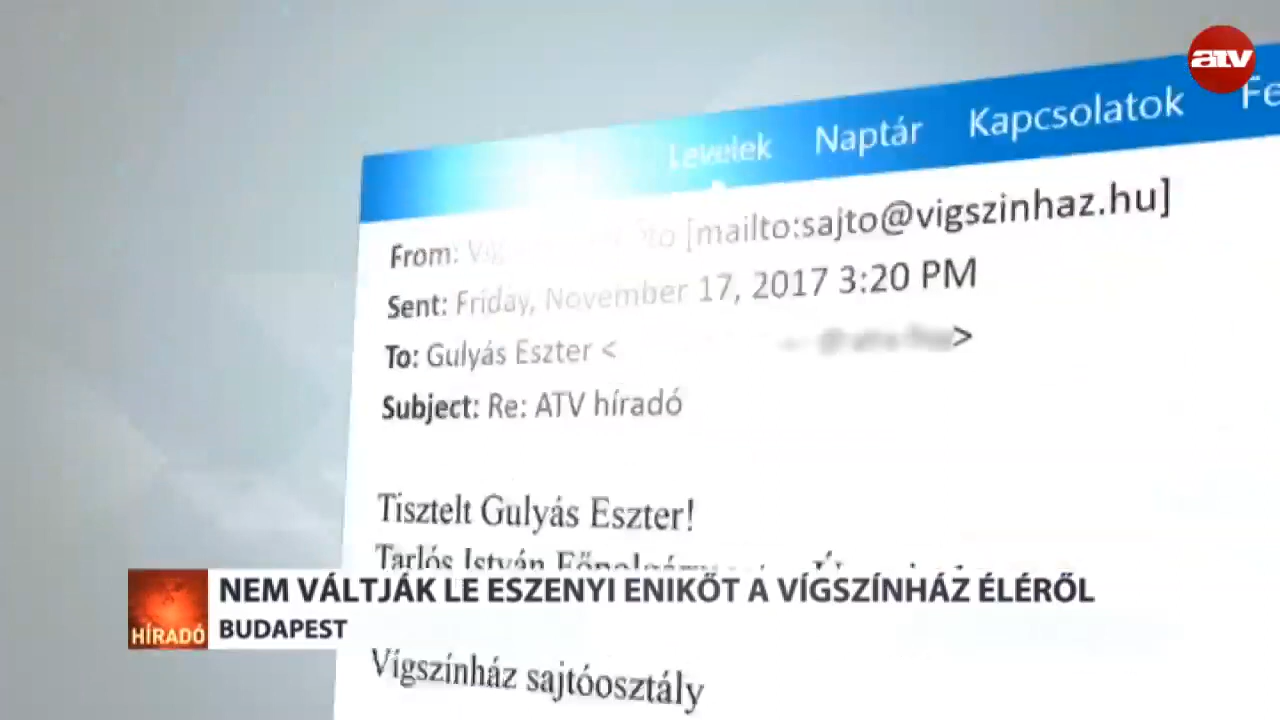 atv
Levelek Naptár Kapcsolatok
From: [mailto:sajto@vigszinhaz.hu]
Sent: Friday, November 17, 2017 3:20 PM
To: Gulyás Eszter < >
Subject: Re: ATV híradó
Tisztelt Gulyás Eszter!
Tarlós István
NEM VÁLTJÁK LE ESZENYI ENIKŐT A VÍGSZÍNHÁZ ÉLÉRŐL
HÍRADÓ BUDAPEST
Vígszínház sajtóosztály